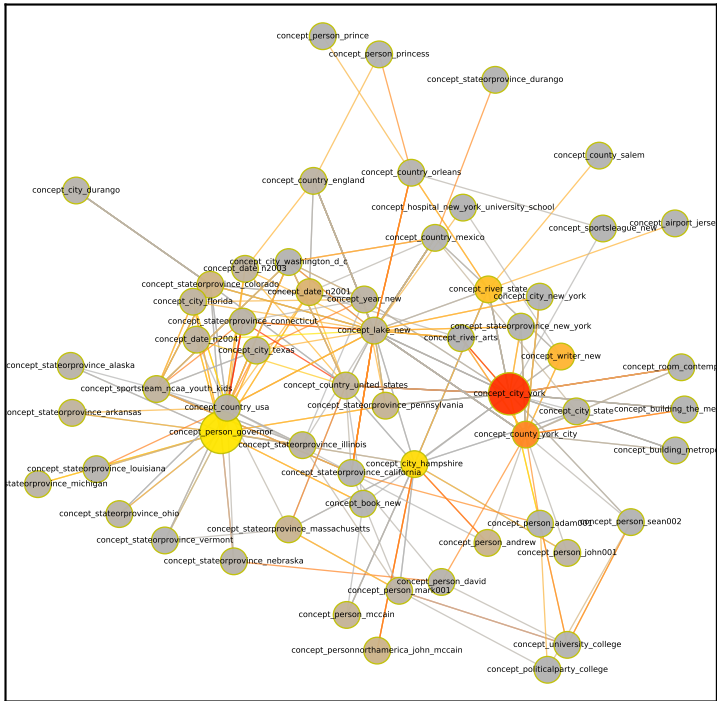 concept_person_prince
concept_person_princess
concept_stateorprovince_durango
concept_county_salem
concept_country_orleans
concept_country_england
concept_city_durango
concept_hospital_new_york_university_school
concept_sportsleague_new
concept_airport_jerse
concept_country_mexico
concept_city_washington_d_c
concept_date_n2003
concept_stateorprovince_colorado
concept_date_n2001
concept_river_state
concept_city_florida
concept_year_new
concept_city_new_york
concept_stateorprovince_connecticut
concept_lake_new
concept_stateorprovince_new_york
concept_date_n2004
concept_river_arts
concept_city_texas
concept_writer_new
concept_stateorprovince_alaska
concept_room_contemp
concept_sportsteam_ncaa_youth_kids
concept_country_united_states
concept_city_york
concept_country_usa
concept_stateorprovince_pennsylvania
concept_city_state
concept_building_the_me
concept_stateorprovince_arkansas
concept_person_governor
concept_county_york_city
concept_stateorprovince_illinois
concept_building_metropo
concept_city_hampshire
concept_stateorprovince_louisiana
concept_stateorprovince_california
stateorprovince_michigan
concept_book_new
concept_stateorprovince_ohio
concept_person_adam001
concept_person_sean002
concept_stateorprovince_massachusetts
concept_stateorprovince_vermont
concept_person_andrew
concept_person_john001
concept_stateorprovince_nebraska
concept_person_david
concept_person_mark001
concept_person_mccain
concept_university_college
concept_personnorthamerica_john_mccain
concept_politicalparty_college